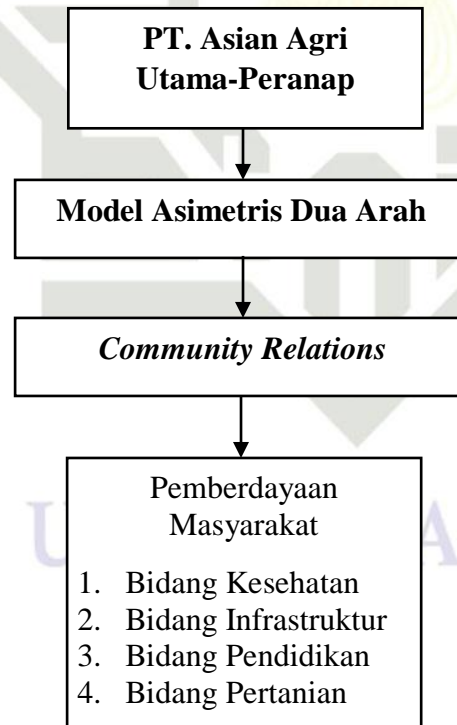 PT. Asian Agri
Utama-Peranap
Model Asimetris Dua Arah
Community Relations
Pemberdayaan
Masyarakat
1. Bidang Kesehatan
2. Bidang Infrastruktur
3. Bidang Pendidikan
4. Bidang Pertanian